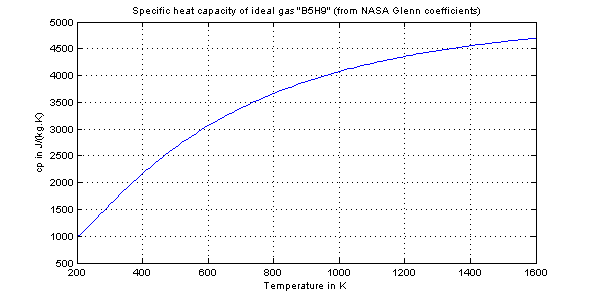 Specific heat capacity of ideal gas "B5H9" (from NASA Glenn coefficients)
5000
4500
4000
3500
3000
2500
2000
1500
1000
500
cp in J/(kg.K)
200 400 600 800 1000 1200 1400 1600
Temperature in K